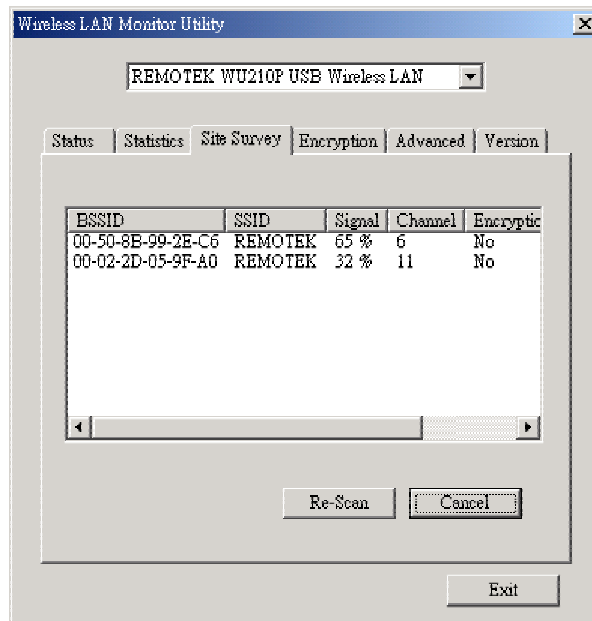 Wireless LAN Monitor Utility
REMOTEK WU210P USB Wireless LAN
Status Statistics Site Survey Encryption Advanced Version
BSSID SSID Signal Channel Encryptic
00-50-8B-99-2E-C6 REMOTEK 65 % 6 No
00-02-2D-05-9F-A0 REMOTEK 32 % 11 No
Re-Scan Cancel
Exit